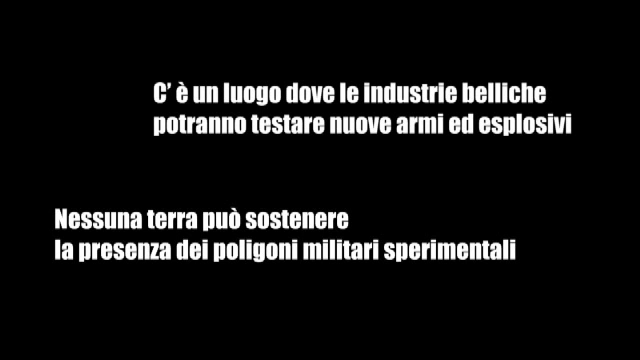 C' è un luogo dove le industrie belliche
potranno testare nuove armi ed esplosivi
Nessuna terra può sostenere
la presenza dei poligoni militari sperimentali